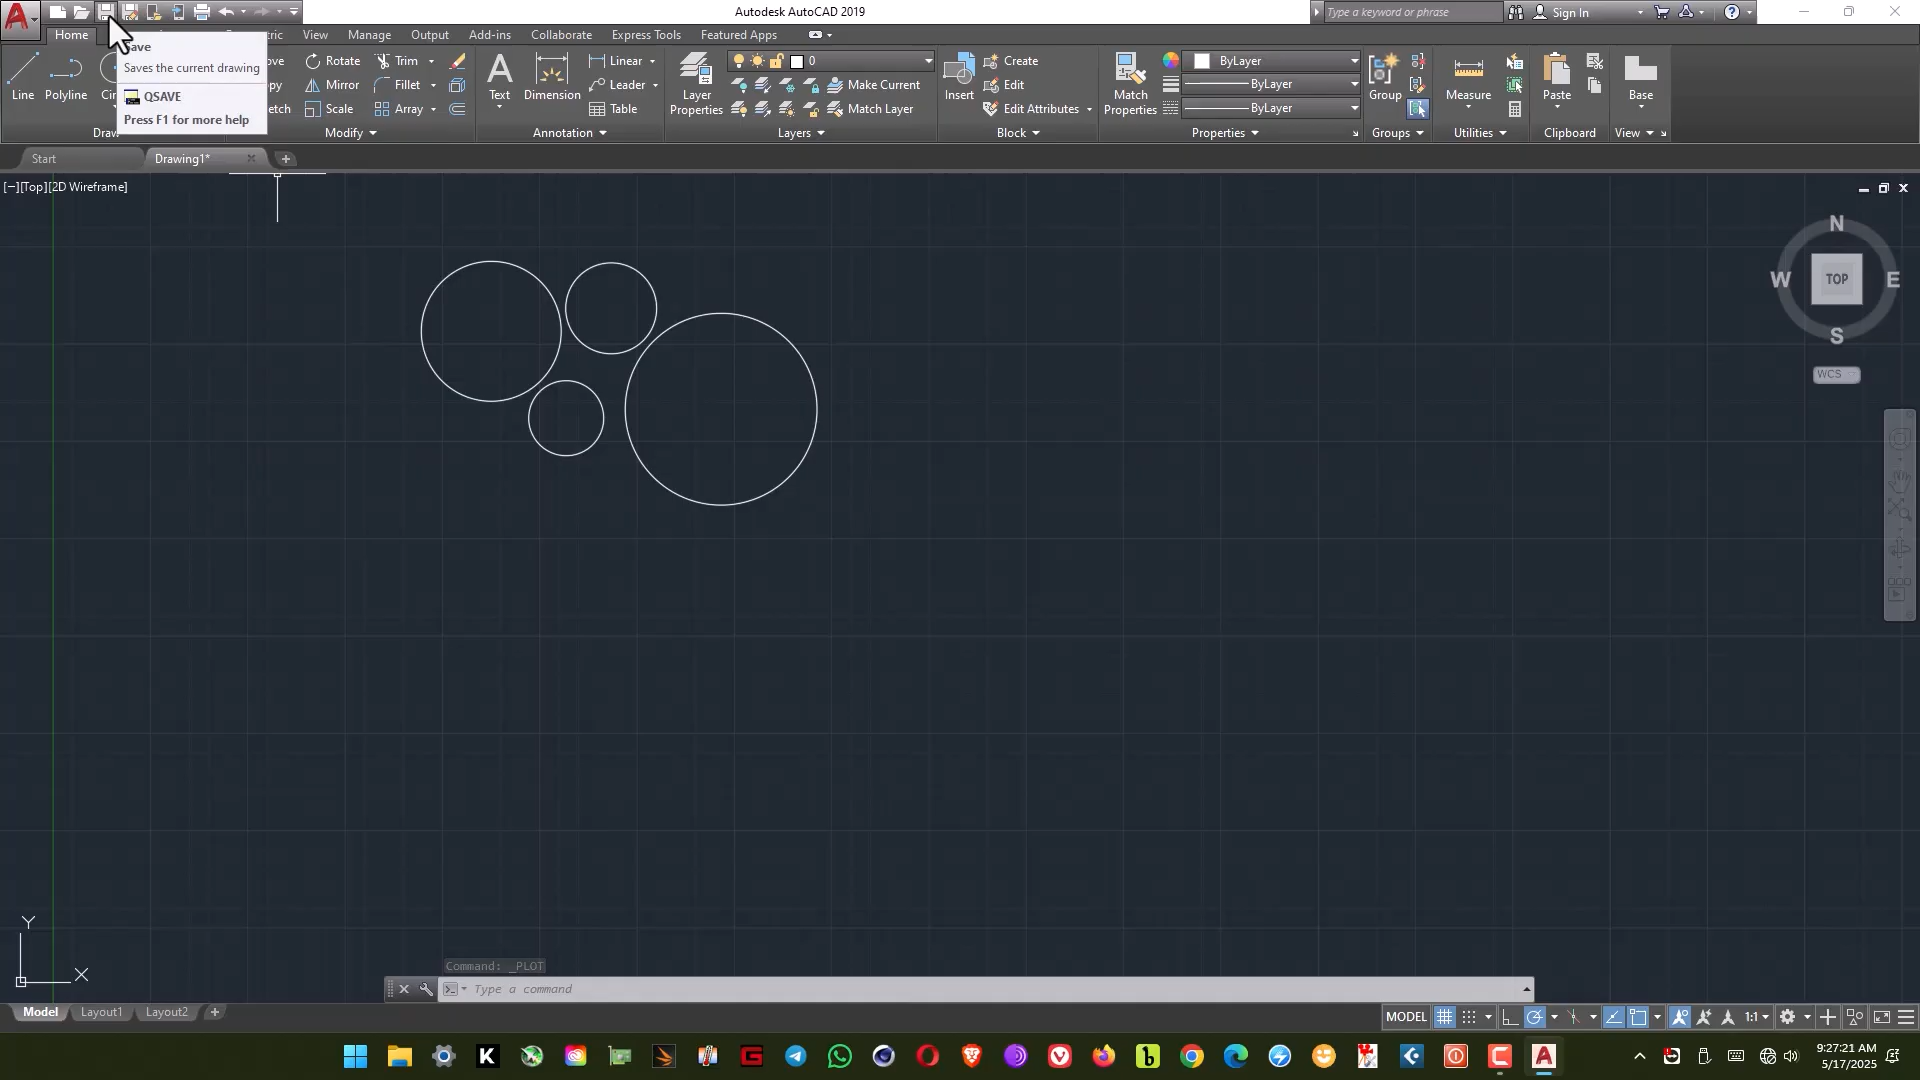 Autodesk AutoCAD 2019
Type a keyword or phrase
Sign In
Home
View
Manage
Output
Add-ins
Collaborate
Express Tools
Featured Apps
Saves the current drawing
QSAVE
Press F1 for more help
Line
Polyline
Rotate
Trim
Mirror
Fillet
Scale
Array
Modify
Text
Dimension
Linear
Leader
Table
Annotation
Layer
Properties
0
Make Current
Match Layer
Layers
Insert
Create
Edit
Edit Attributes
Block
Match
Properties
ByLayer
ByLayer
ByLayer
Properties
Group
Groups
Measure
Utilities
Paste
Clipboard
Base
View
Start
Drawing1*
[−][Top][2D Wireframe]
N
W
TOP
E
S
WCS
Y
X
Command: _PLOT
Type a command
Model
Layout1
Layout2
MODEL
1:1
9:27:21 AM
5/17/2025